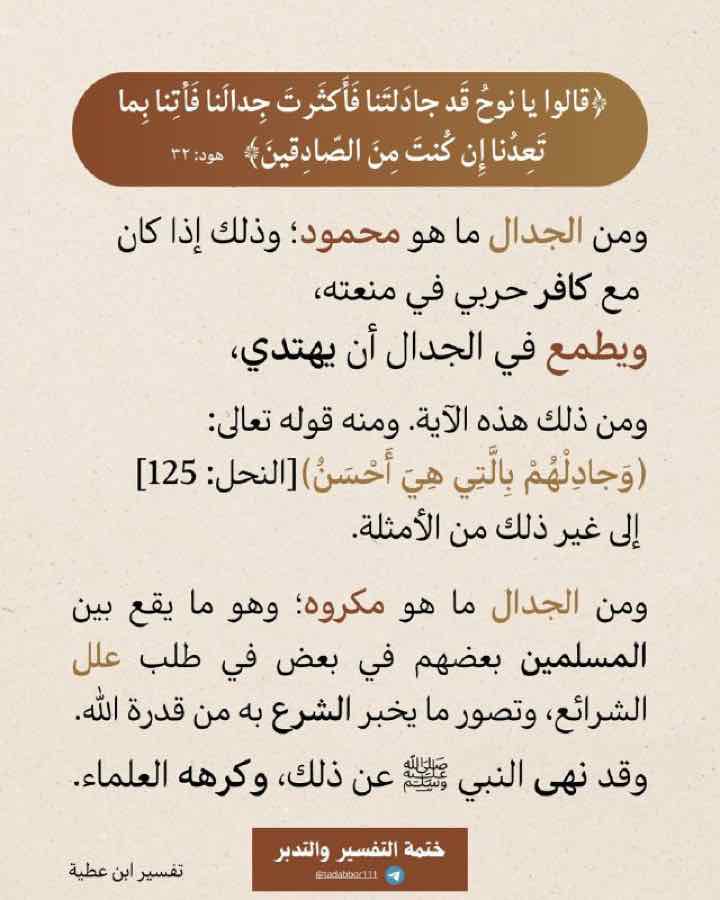 ﴿قالوا يا نوحُ قَد جادَلتَنا فَأَكثَرتَ جِدالَنا فَأتِنا بِما
تَعِدُنا إِن كُنتَ مِنَ الصّادِقينَ﴾ هود: ٣٢
ومن الجدال ما هو محمود؛ وذلك إذا كان
مع كافر حربي في منعته،
ويطمع في الجدال أن يهتدي،
ومن ذلك هذه الآية. ومنه قوله تعالى:
(وَجادِلْهُمْ بِالَّتِي هِيَ أَحْسَنُ) [النحل: 125]
إلى غير ذلك من الأمثلة.
ومن الجدال ما هو مكروه؛ وهو ما يقع بين
المسلمين بعضهم في بعض في طلب علل
الشرائع، وتصور ما يخبر الشرع به من قدرة الله.
وقد نهى النبي ﷺ عن ذلك، وكرهه العلماء.
ختمة التفسير والتدبر
تفسير ابن عطية